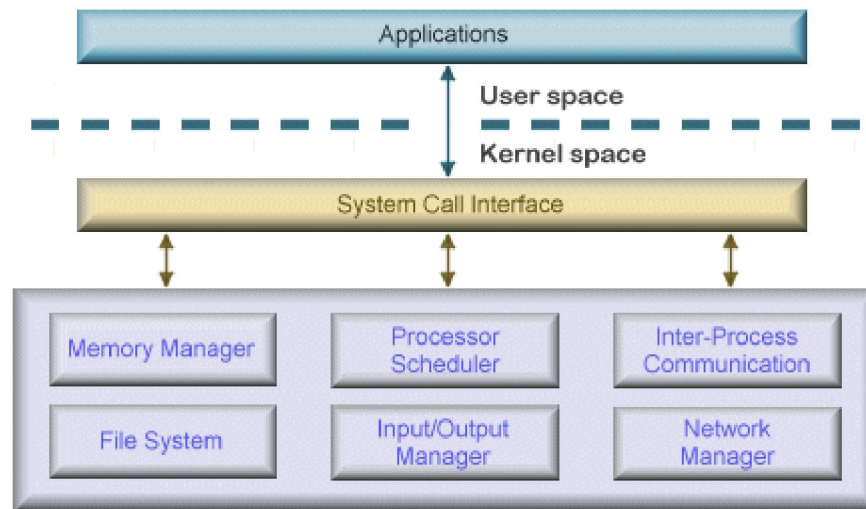 Applications
User space
Kernel space
System Call Interface
Memory Manager
Processor
Scheduler
Inter-Process
Communication
File System
Input/Output
Manager
Network
Manager